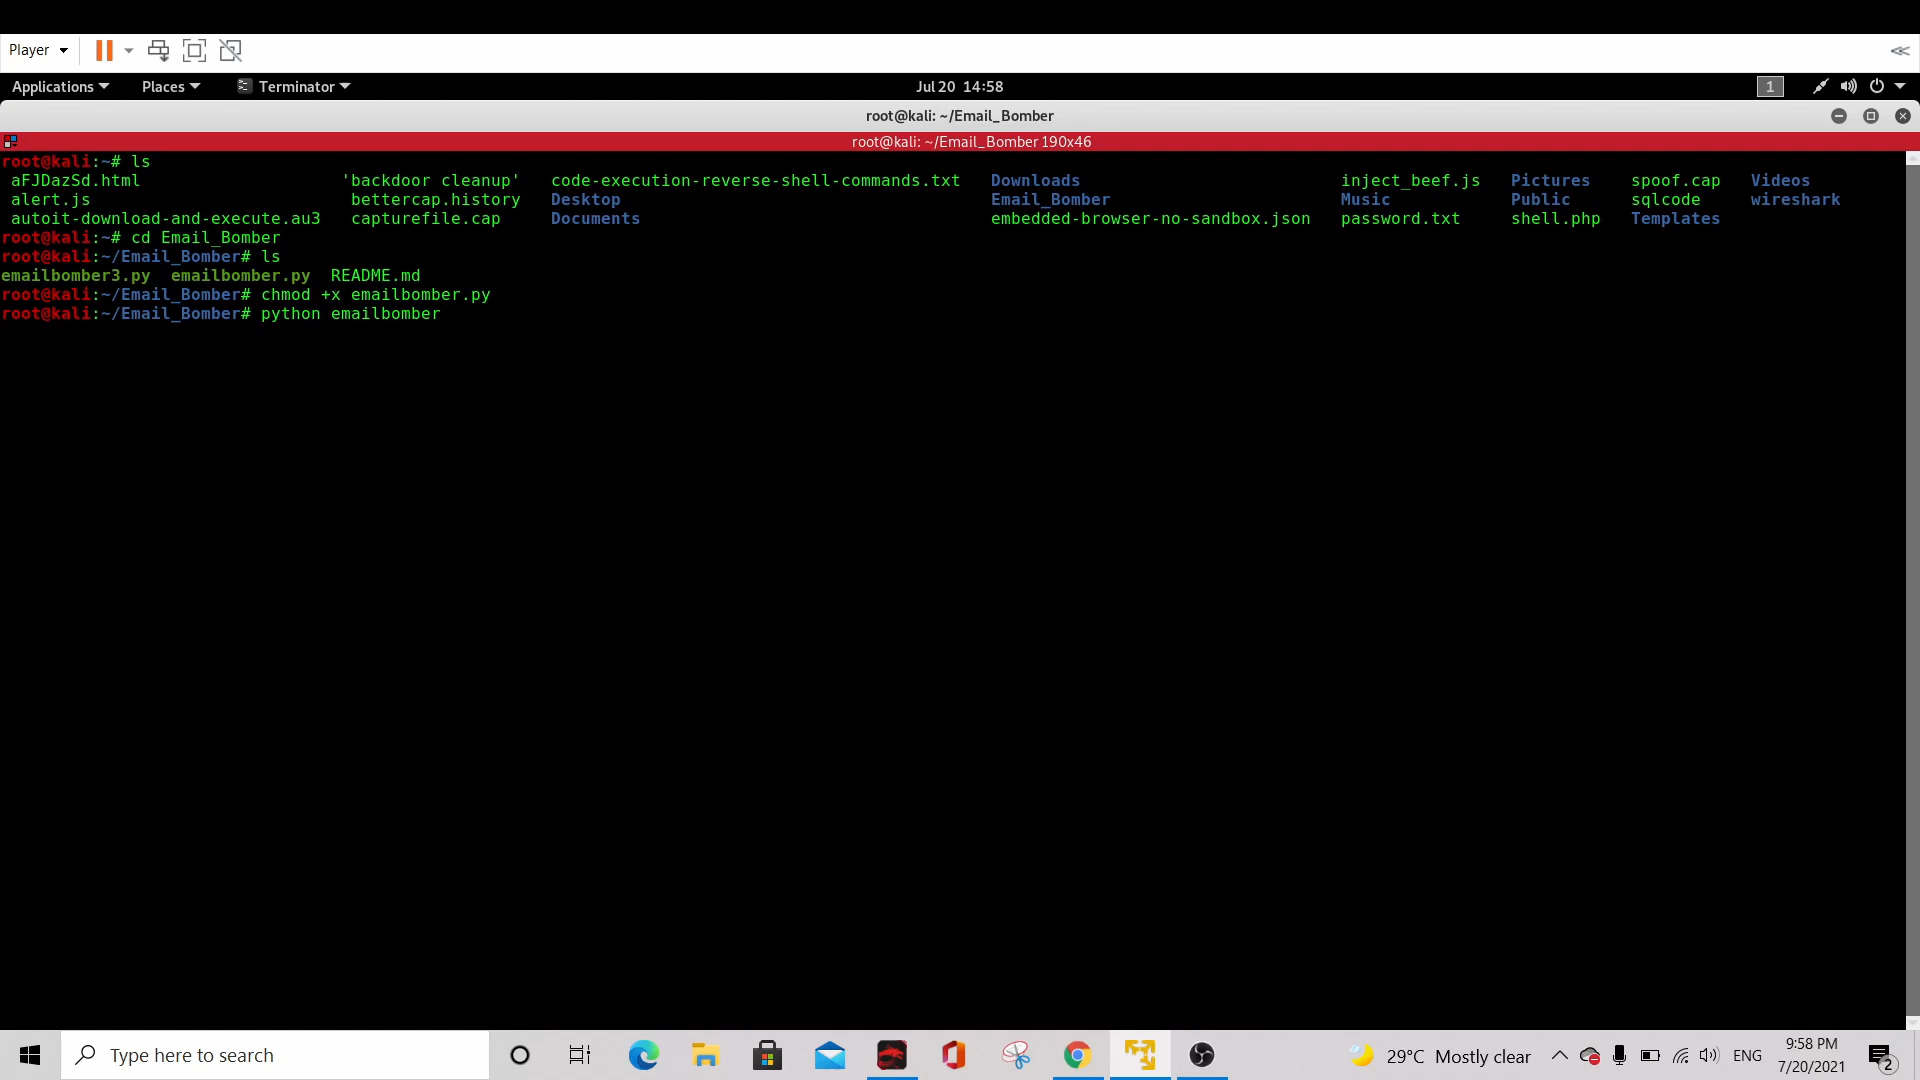 Player
Applications Places Terminator Jul 20 14:58 1
root@kali: ~/Email_Bomber
root@kali: ~/Email_Bomber 190x46
root@kali:~# ls
aFJDazSd.html 'backdoor cleanup' code-execution-reverse-shell-commands.txt Downloads inject_beef.js Pictures spoof.cap Videos
alert.js bettercap.history Desktop Email_Bomber Music Public sqlcode wireshark
autoit-download-and-execute.au3 capturefile.cap Documents embedded-browser-no-sandbox.json password.txt shell.php Templates
root@kali:~# cd Email_Bomber
root@kali:~/Email_Bomber# ls
emailbomber3.py emailbomber.py README.md
root@kali:~/Email_Bomber# chmod +x emailbomber.py
root@kali:~/Email_Bomber# python emailbomber
Type here to search 29°C Mostly clear ENG 9:58 PM
7/20/2021 2